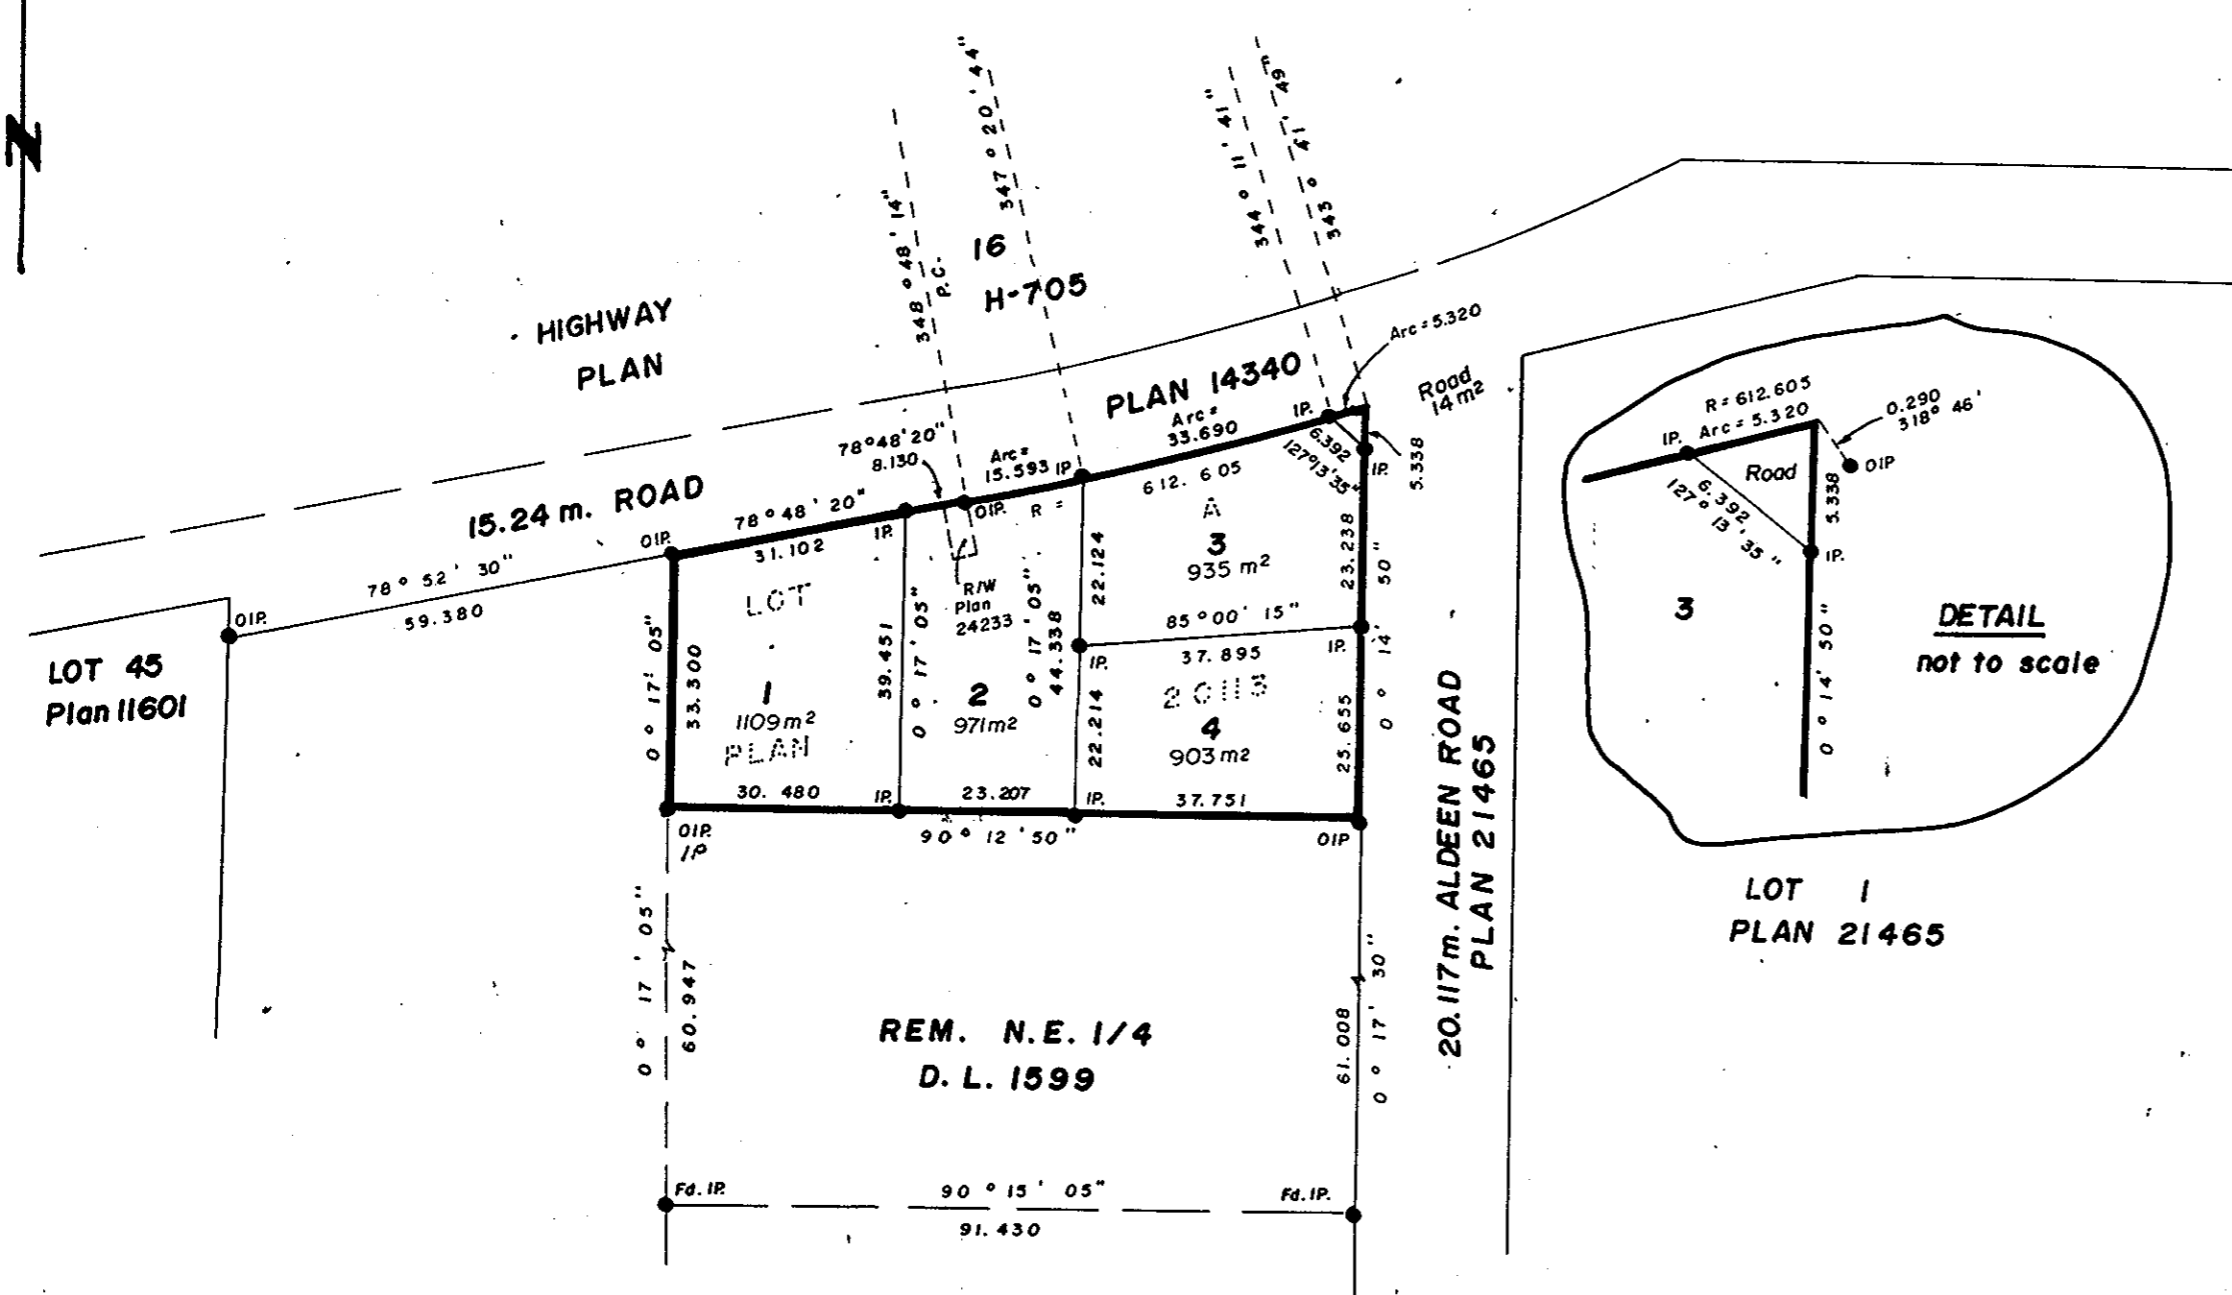 N
348° 48' 14"
P.C.
347° 20' 44"
344° 11' 41"
343° 41' 49"
16
H-705
HIGHWAY
PLAN
PLAN 14340
15.24 m. ROAD
Arc = 5.320
Road
14 m2
78° 48' 20"
8.130
Arc =
15.593
IP
Arc =
33.690
IP.
6.392
127° 13' 35"
5.338
IP.
OIP.
78° 48' 20"
31.102
IP.
OIP.
R =
612. 605
78° 52' 30"
59.380
OIP.
LOT 45
Plan 11601
0° 17' 05"
33.300
LOT
1
1109 m2
PLAN
39.451
0° 17' 05"
R/W
Plan
24233
2
971 m2
0° 17' 05"
44.338
22.124
A
3
935 m2
23.238
0° 14' 50"
85° 00' 15"
37.895
IP.
IP.
20113
4
903 m2
22.214
25.655
30. 480
IP.
23.207
IP.
37.751
90° 12' 50"
OIP.
IP
OIP
0° 17' 05"
60.947
REM. N.E. 1/4
D. L. 1599
61.008
0° 17' 30"
20.117m. ALDEEN ROAD
PLAN 21465
Fd. IP.
90° 15' 05"
91.430
Fd. IP.
R = 612.605
Arc = 5.320
IP.
0.290
318° 46'
OIP
Road
6.392
127° 13' 35"
5.338
IP.
3
0° 14' 50"
DETAIL
not to scale
LOT 1
PLAN 21465